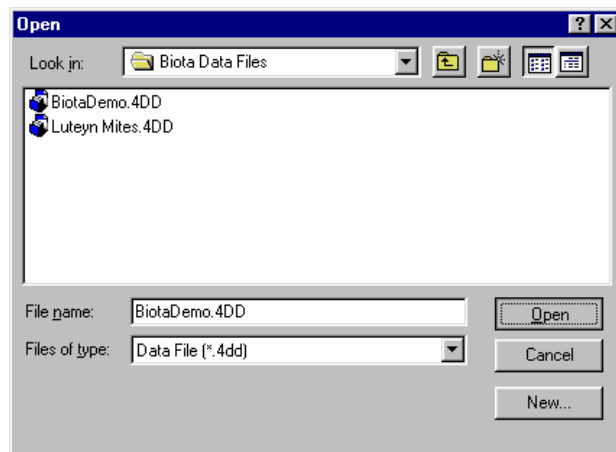 Open
Look in: Biota Data Files
BiotaDemo.4DD
Luteyn Mites.4DD
File name: BiotaDemo.4DD Open
Files of type: Data File (*.4dd) Cancel
New...